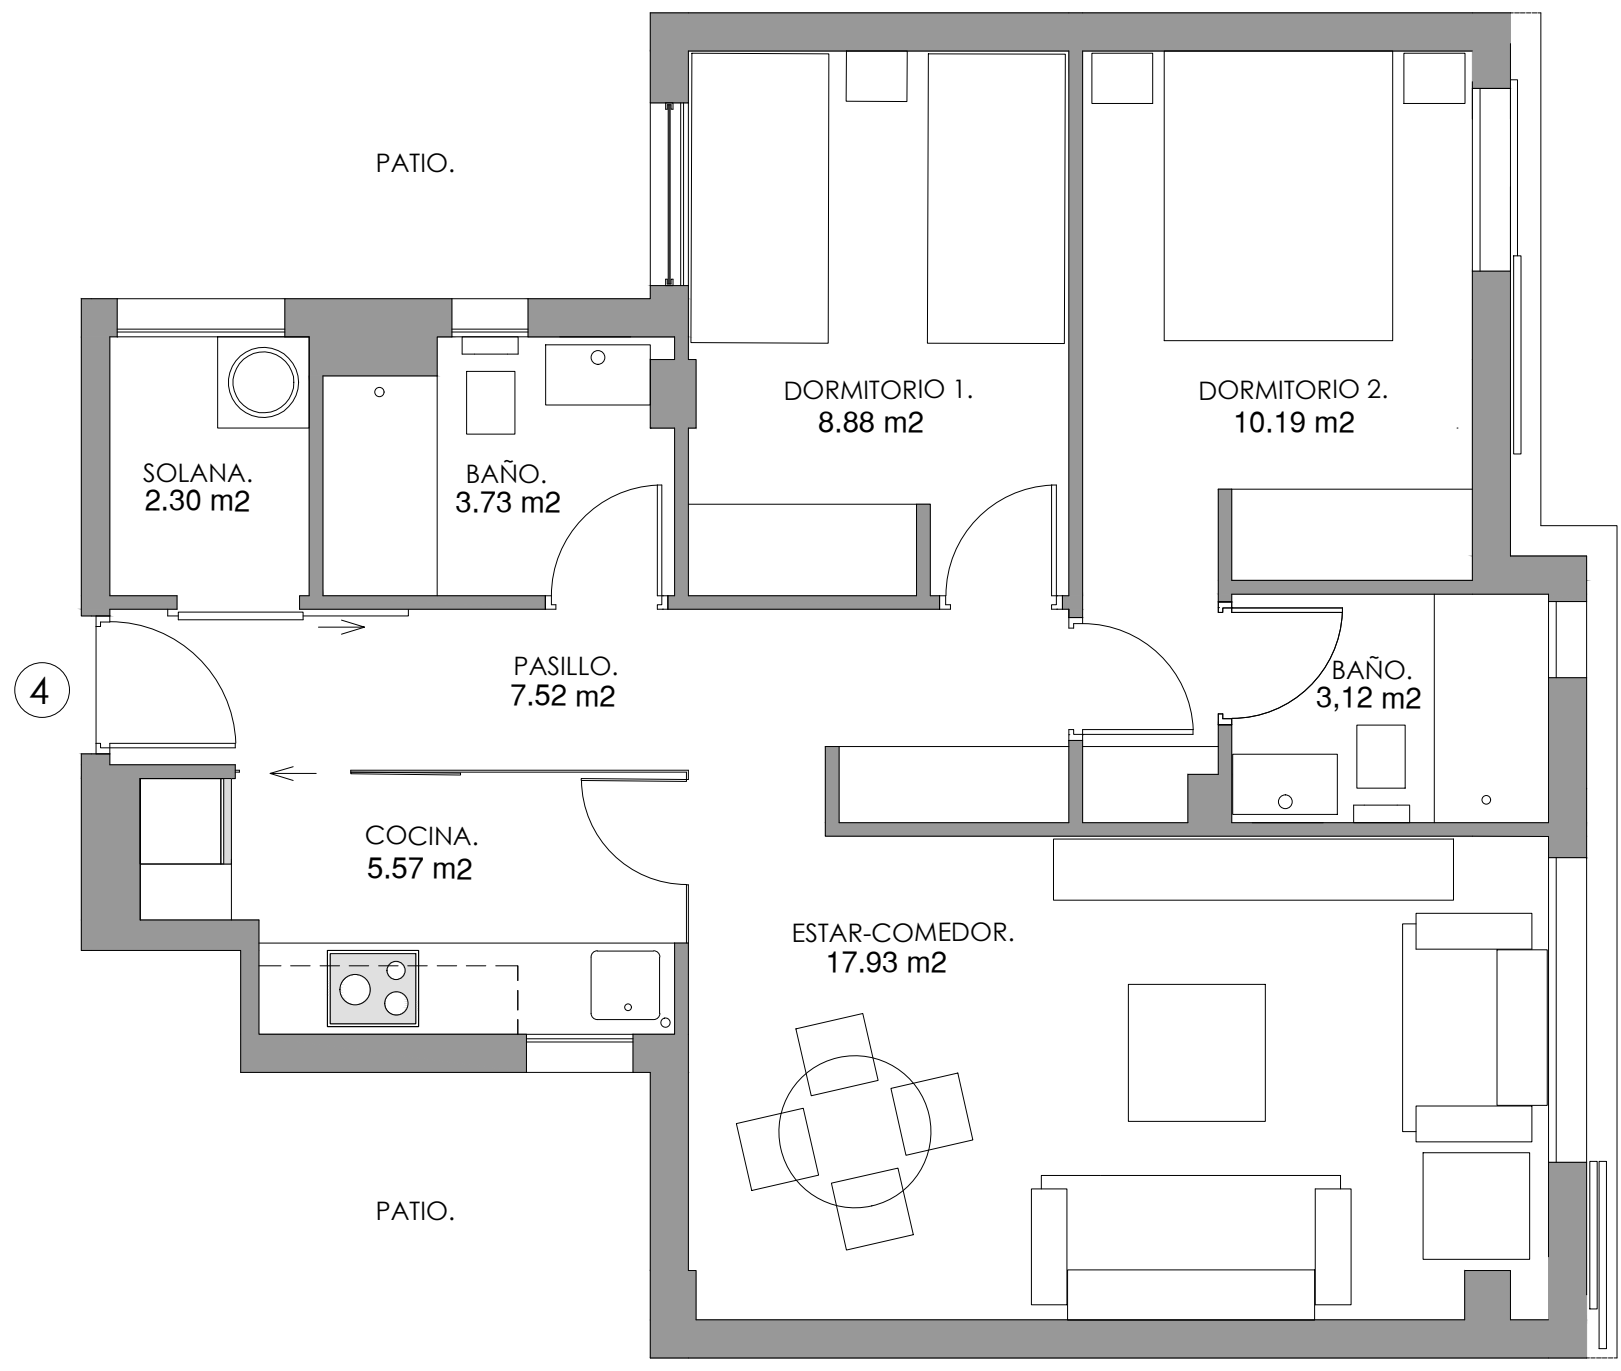 PATIO.
DORMITORIO 1.
8.88 m2
DORMITORIO 2.
10.19 m2
SOLANA.
2.30 m2
BAÑO.
3.73 m2
4
PASILLO.
7.52 m2
BAÑO.
3,12 m2
COCINA.
5.57 m2
ESTAR-COMEDOR.
17.93 m2
PATIO.